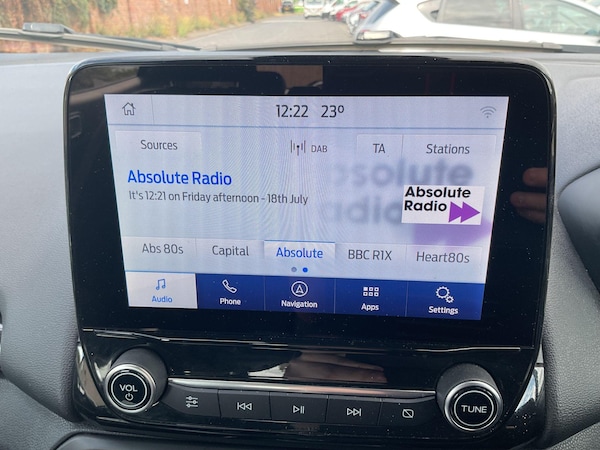 12:22 23º
Sources DAB TA Stations
Absolute Radio
It's 12:21 on Friday afternoon - 18th July
Absolute
Radio
Abs 80s Capital Absolute BBC R1X Heart80s
Audio Phone Navigation Apps Settings
VOL TUNE